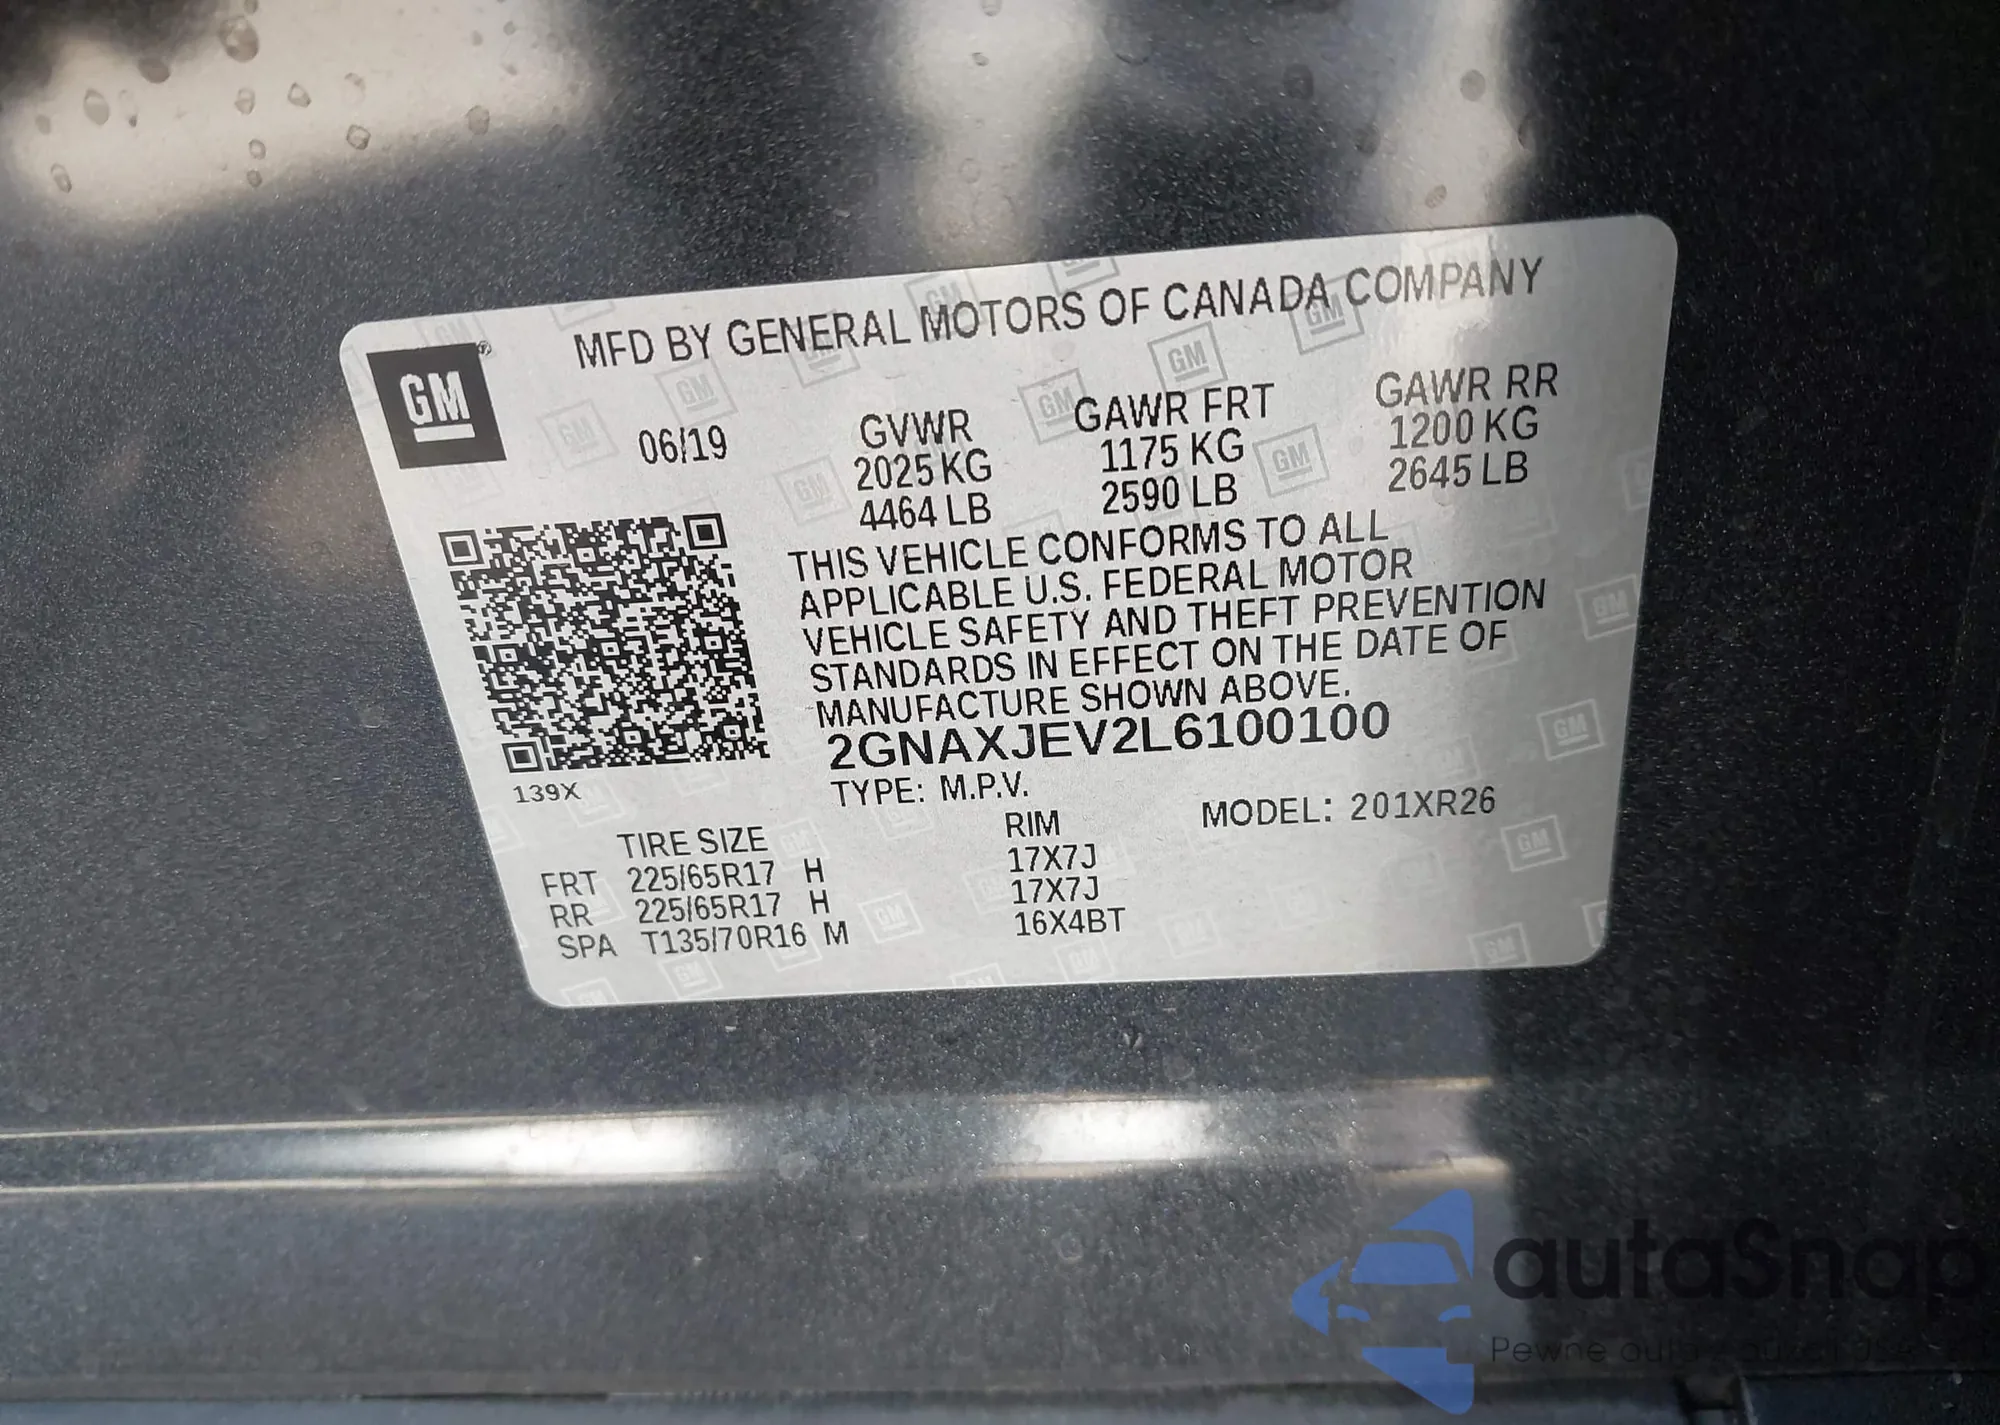 MFD BY GENERAL MOTORS OF CANADA COMPANY
GM
06/19
GVWR GAWR FRT GAWR RR
2025 KG 1175 KG 1200 KG
4464 LB 2590 LB 2645 LB
THIS VEHICLE CONFORMS TO ALL
APPLICABLE U.S. FEDERAL MOTOR
VEHICLE SAFETY AND THEFT PREVENTION
STANDARDS IN EFFECT ON THE DATE OF
MANUFACTURE SHOWN ABOVE.
2GNAXJEV2L6100100
139X
TYPE: M.P.V. MODEL: 201XR26
TIRE SIZE RIM
FRT 225/65R17 H 17X7J
RR 225/65R17 H 17X7J
SPA T135/70R16 M 16X4BT
autaSnap
Pewne auta z